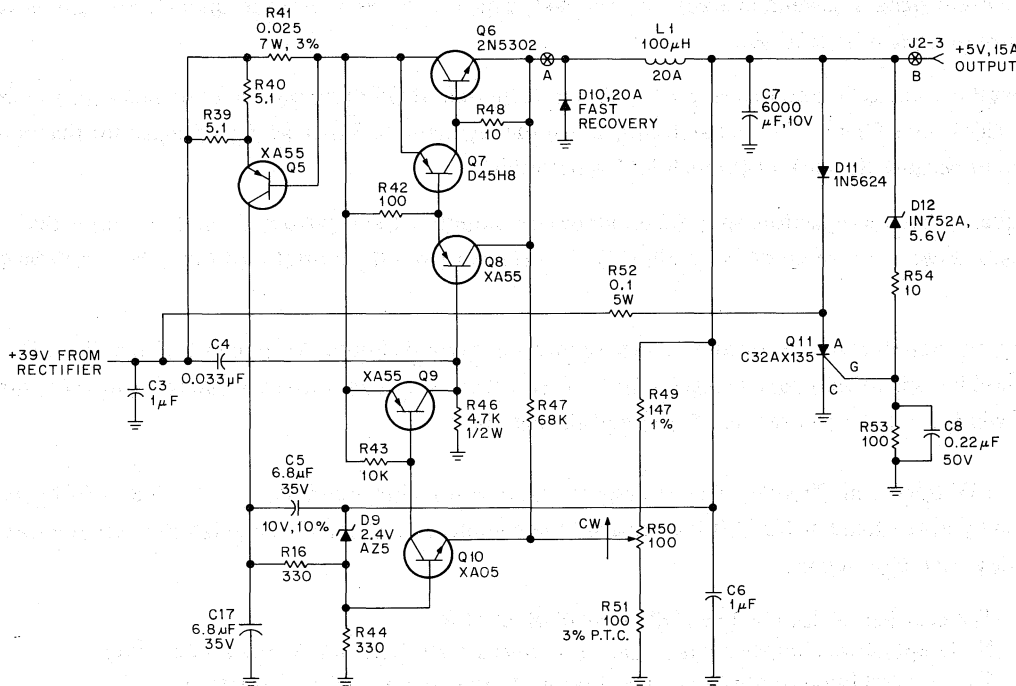 R41
0.025
7W, 3%
Q6
2N5302
L1
100μH
20A
J2-3
+5V, 15A
OUTPUT
A
B
R40
5.1
R39
5.1
R48
10
D10, 20A
FAST
RECOVERY
C7
6000
μF, 10V
XA55
Q5
Q7
D45H8
D11
1N5624
R42
100
D12
1N752A,
5.6V
Q8
XA55
R52
0.1
5W
R54
10
+39V FROM
RECTIFIER
C4
0.033μF
Q11
C32AX135
A
G
C
C3
1μF
XA55
Q9
R46
4.7K
1/2W
R47
68K
R49
147
1%
R53
100
C8
0.22μF
50V
R43
10K
C5
6.8μF
35V
10V, 10%
D9
2.4V
AZ5
CW
R50
100
R16
330
Q10
XA05
C6
1μF
C17
6.8μF
35V
R44
330
R51
100
3% P.T.C.